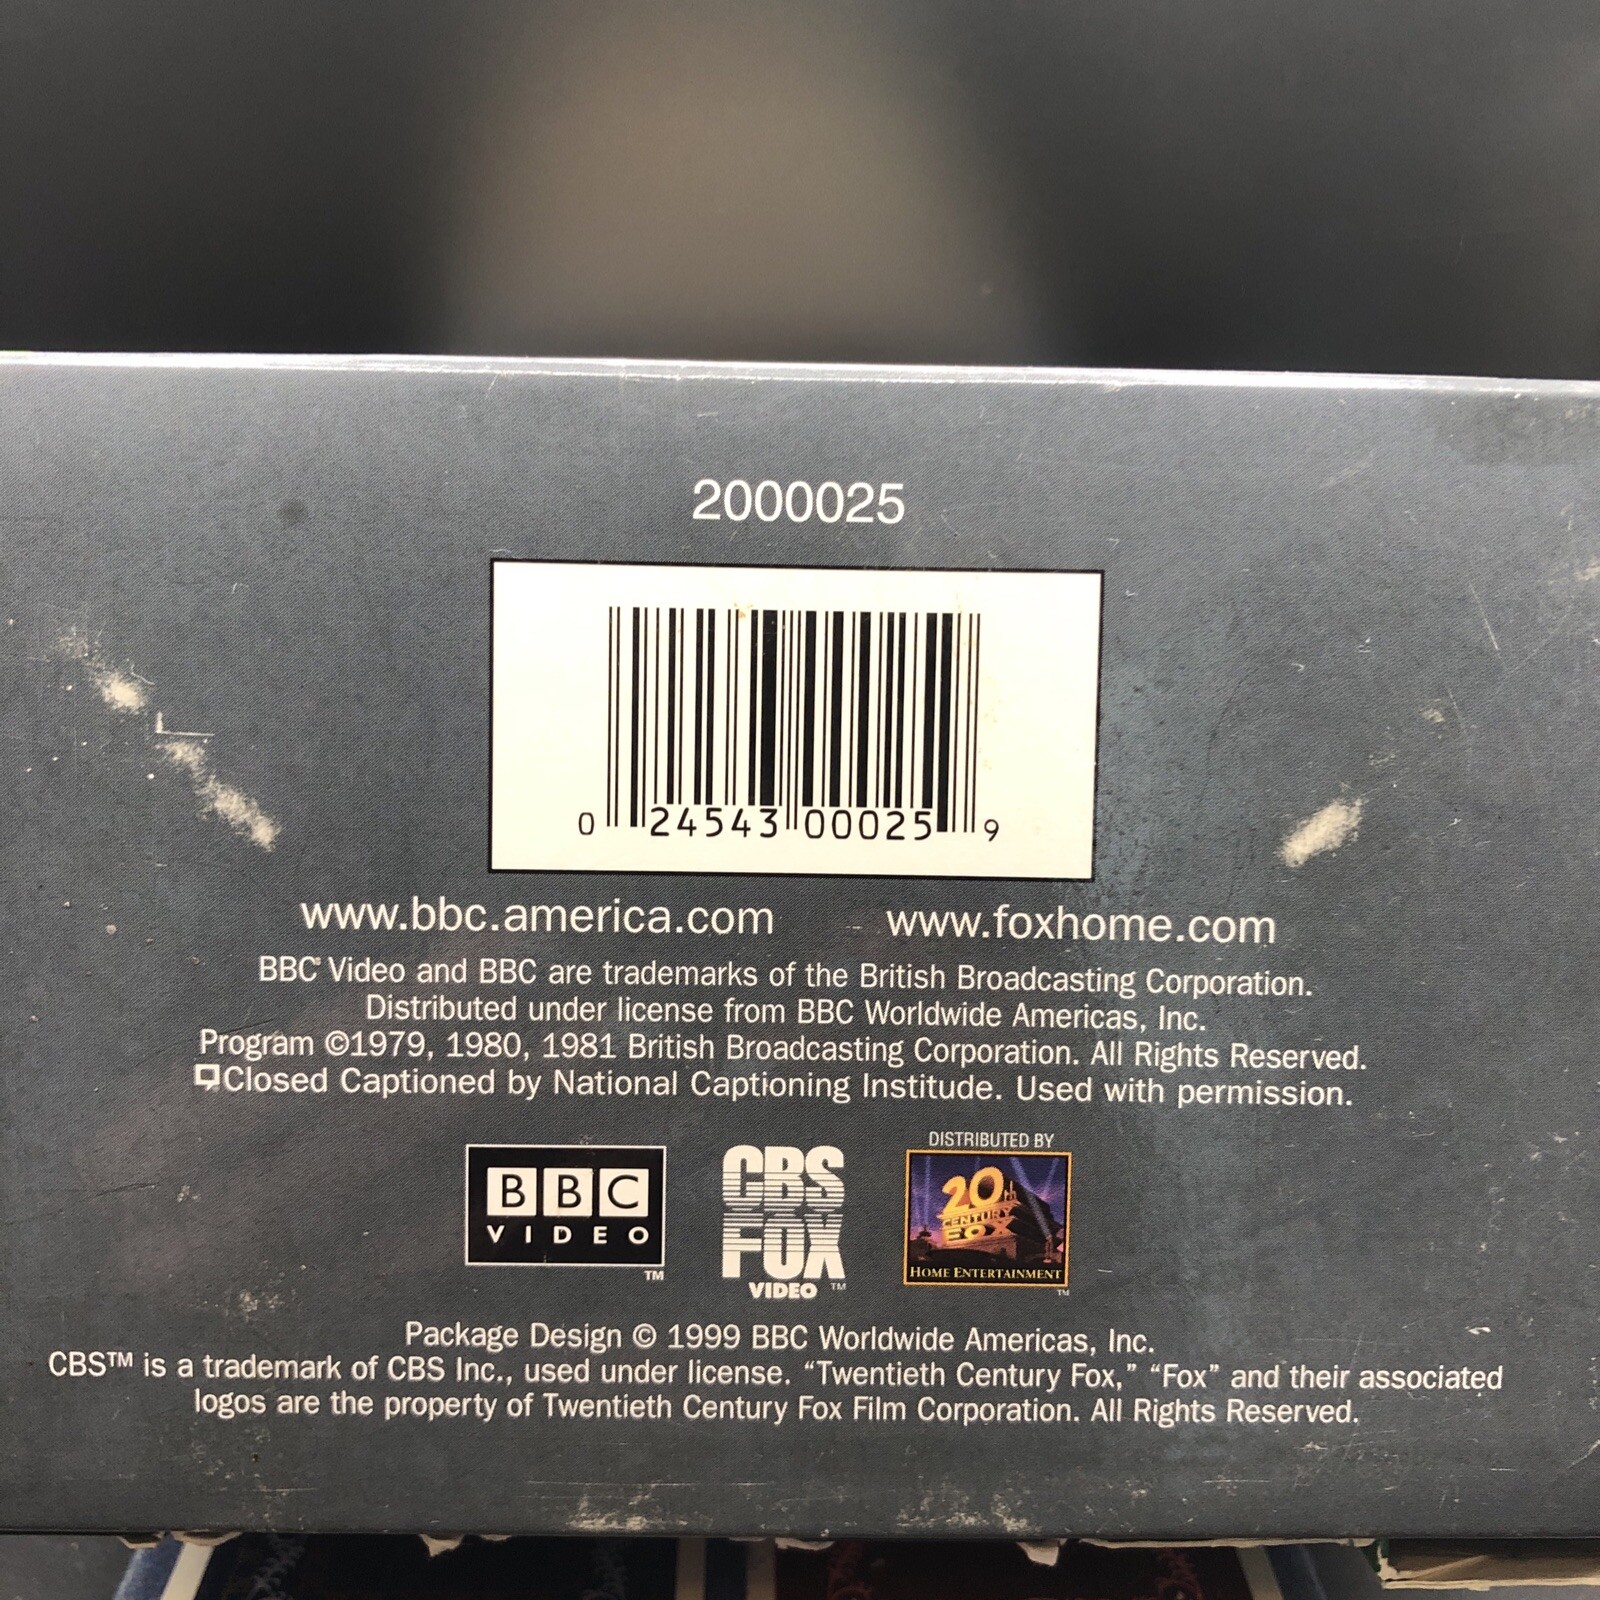 2000025
0 24543 00025 9
www.bbc.america.com www.foxhome.com
BBC Video and BBC are trademarks of the British Broadcasting Corporation.
Distributed under license from BBC Worldwide Americas, Inc.
Program ©1979, 1980, 1981 British Broadcasting Corporation. All Rights Reserved.
Closed Captioned by National Captioning Institude. Used with permission.
DISTRIBUTED BY
BBC
VIDEO
TM
CBS
FOX
VIDEO TM
20th
CENTURY
FOX
HOME ENTERTAINMENT
TM
Package Design © 1999 BBC Worldwide Americas, Inc.
CBS™ is a trademark of CBS Inc., used under license. “Twentieth Century Fox,” “Fox” and their associated
logos are the property of Twentieth Century Fox Film Corporation. All Rights Reserved.